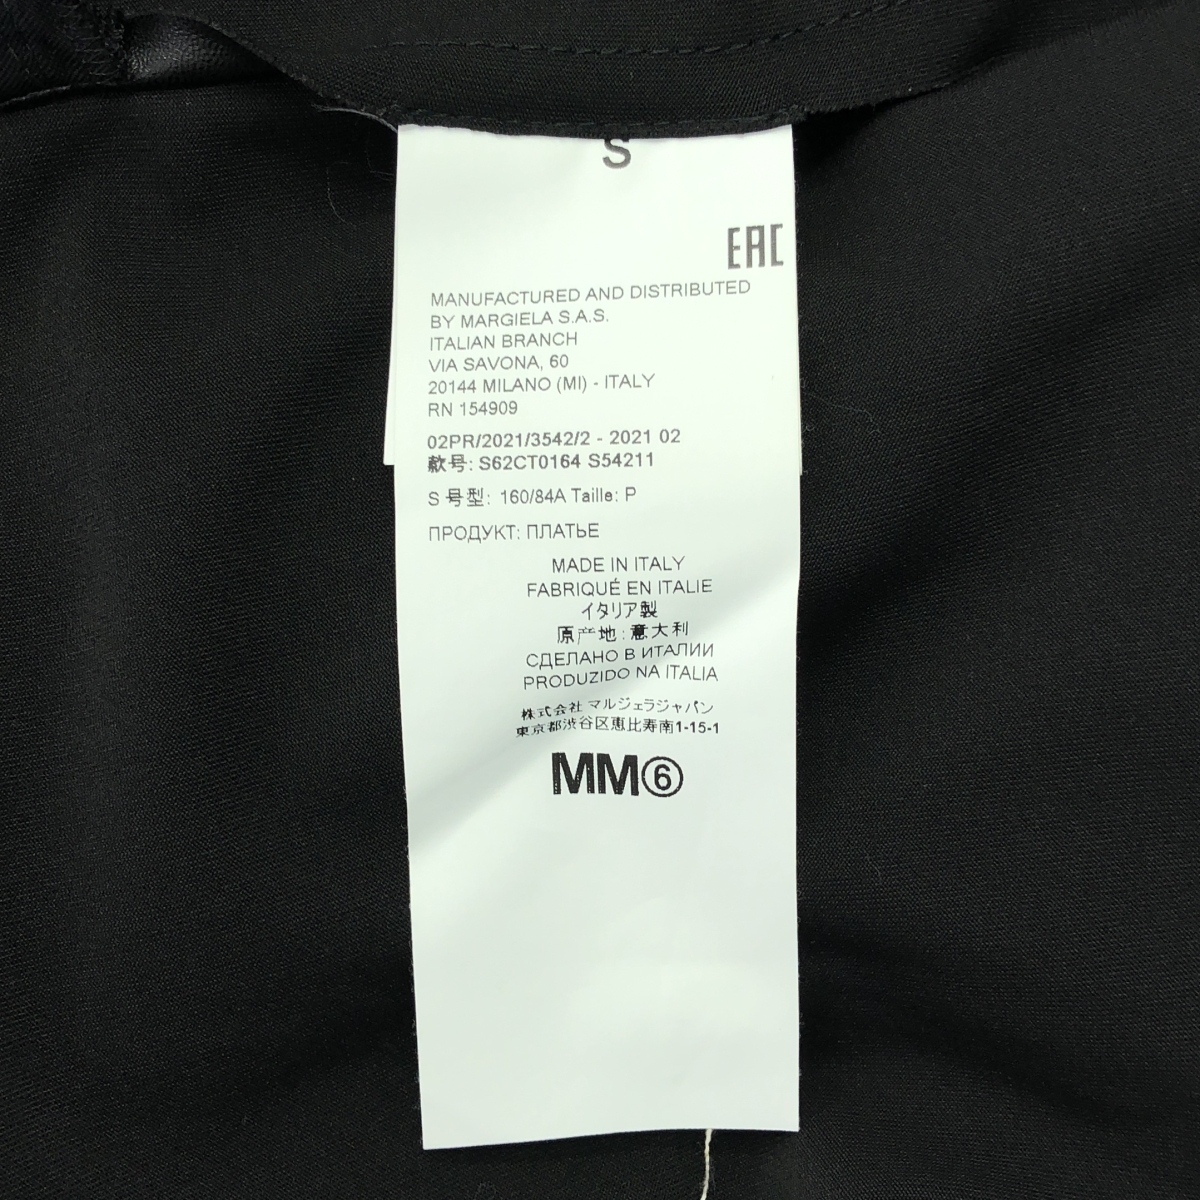 S
EAC
MANUFACTURED AND DISTRIBUTED
BY MARGIELA S.A.S.
ITALIAN BRANCH
VIA SAVONA, 60
20144 MILANO (MI) - ITALY
RN 154909
02PR/2021/3542/2 - 2021 02
款号: S62CT0164 S54211
S 号型: 160/84A Taille: P
ПРОДУКТ: ПЛАТЬЕ
MADE IN ITALY
FABRIQUÉ EN ITALIE
イタリア製
原产地: 意大利
СДЕЛАНО В ИТАЛИИ
PRODUZIDO NA ITALIA
株式会社 マルジェラジャパン
東京都渋谷区恵比寿南1-15-1
MM⑥